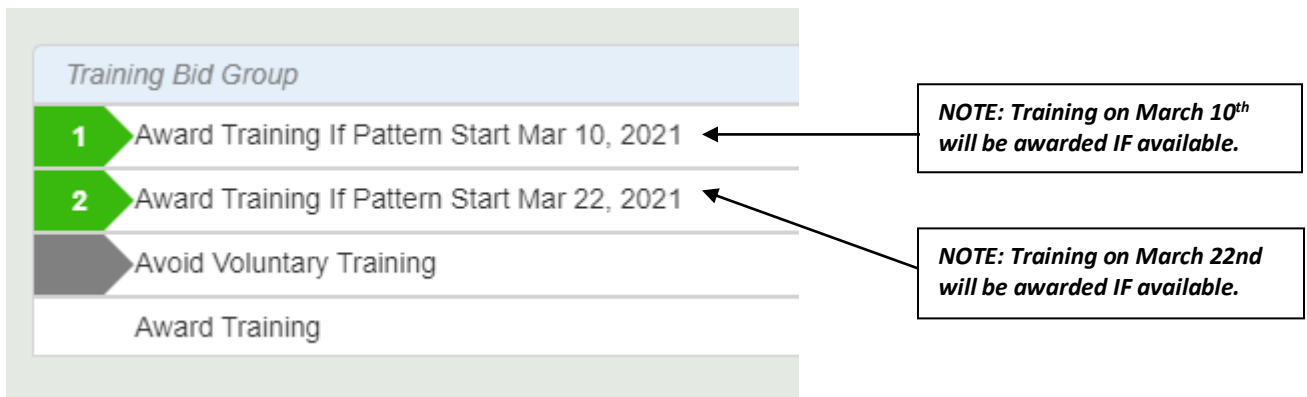 Training Bid Group
1 Award Training If Pattern Start Mar 10, 2021
NOTE: Training on March 10th
will be awarded IF available.
2 Award Training If Pattern Start Mar 22, 2021
Avoid Voluntary Training
NOTE: Training on March 22nd
will be awarded IF available.
Award Training